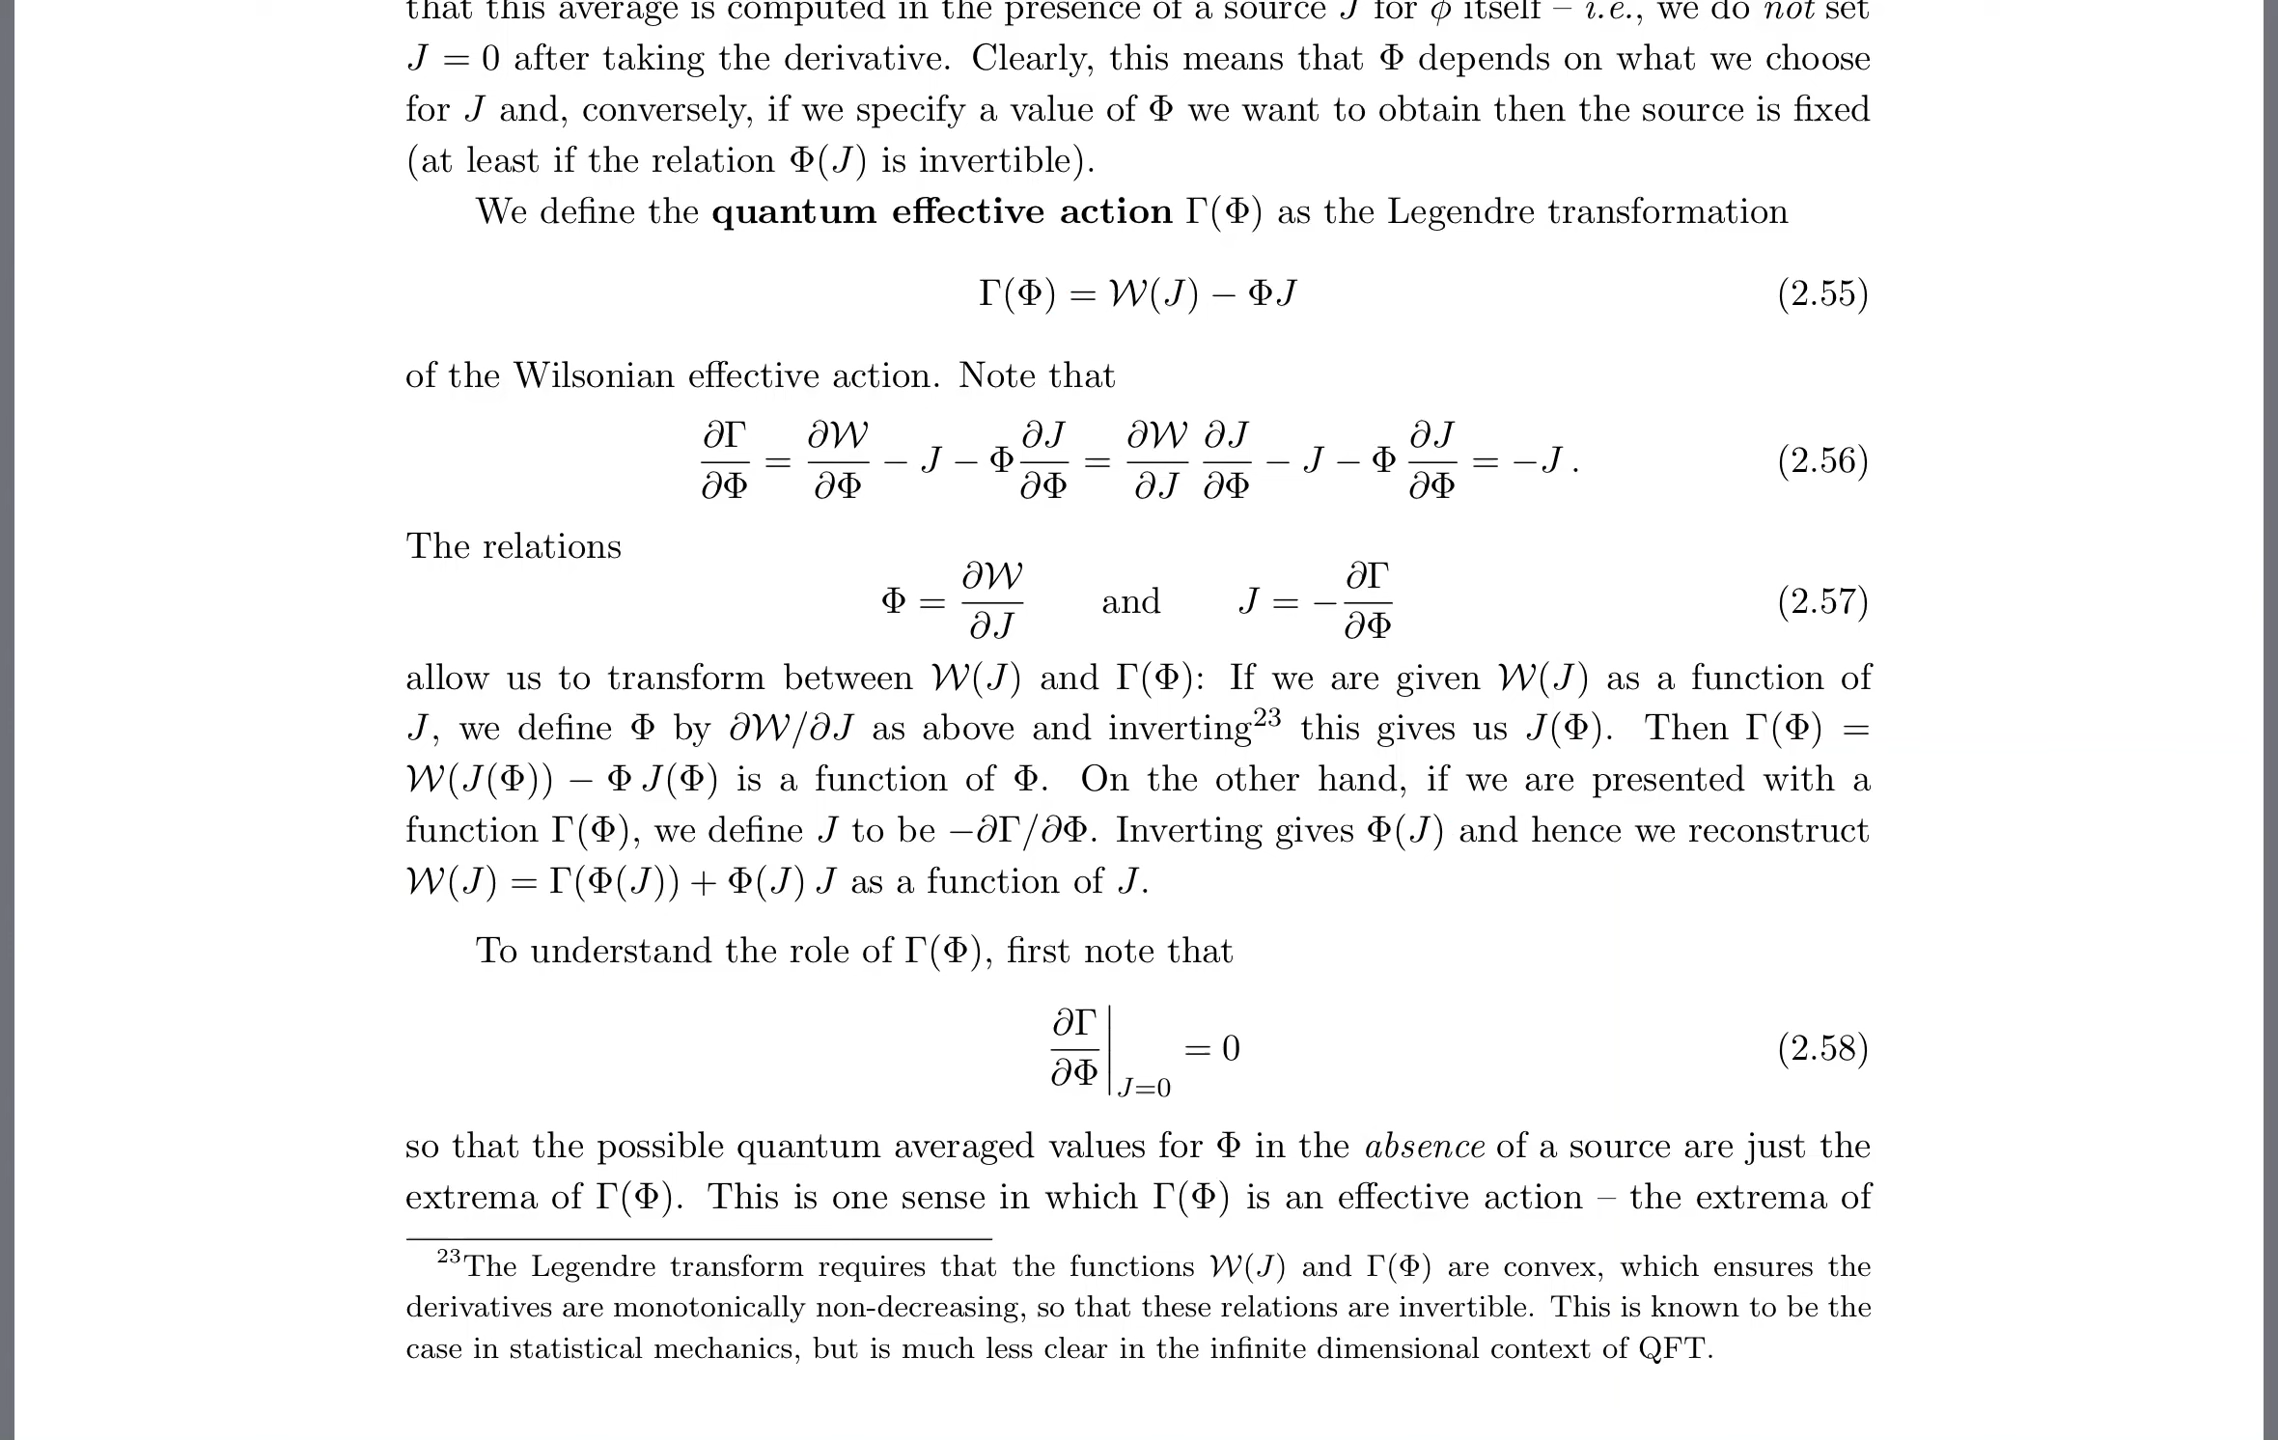 that this average is computed in the presence of a source J for ϕ itself – i.e., we do not set
J = 0 after taking the derivative. Clearly, this means that Φ depends on what we choose
for J and, conversely, if we specify a value of Φ we want to obtain then the source is fixed
(at least if the relation Φ(J) is invertible).
We define the quantum effective action Γ(Φ) as the Legendre transformation
Γ(Φ) = 𝒲(J) − ΦJ (2.55)
of the Wilsonian effective action. Note that
∂Γ/∂Φ = ∂𝒲/∂Φ − J − Φ ∂J/∂Φ = ∂𝒲/∂J ∂J/∂Φ − J − Φ ∂J/∂Φ = −J . (2.56)
The relations
Φ = ∂𝒲/∂J and J = −∂Γ/∂Φ (2.57)
allow us to transform between 𝒲(J) and Γ(Φ): If we are given 𝒲(J) as a function of
J, we define Φ by ∂𝒲/∂J as above and inverting²³ this gives us J(Φ). Then Γ(Φ) =
𝒲(J(Φ)) − Φ J(Φ) is a function of Φ. On the other hand, if we are presented with a
function Γ(Φ), we define J to be −∂Γ/∂Φ. Inverting gives Φ(J) and hence we reconstruct
𝒲(J) = Γ(Φ(J)) + Φ(J) J as a function of J.
To understand the role of Γ(Φ), first note that
∂Γ/∂Φ|J=0 = 0 (2.58)
so that the possible quantum averaged values for Φ in the absence of a source are just the
extrema of Γ(Φ). This is one sense in which Γ(Φ) is an effective action – the extrema of
²³The Legendre transform requires that the functions 𝒲(J) and Γ(Φ) are convex, which ensures the
derivatives are monotonically non-decreasing, so that these relations are invertible. This is known to be the
case in statistical mechanics, but is much less clear in the infinite dimensional context of QFT.